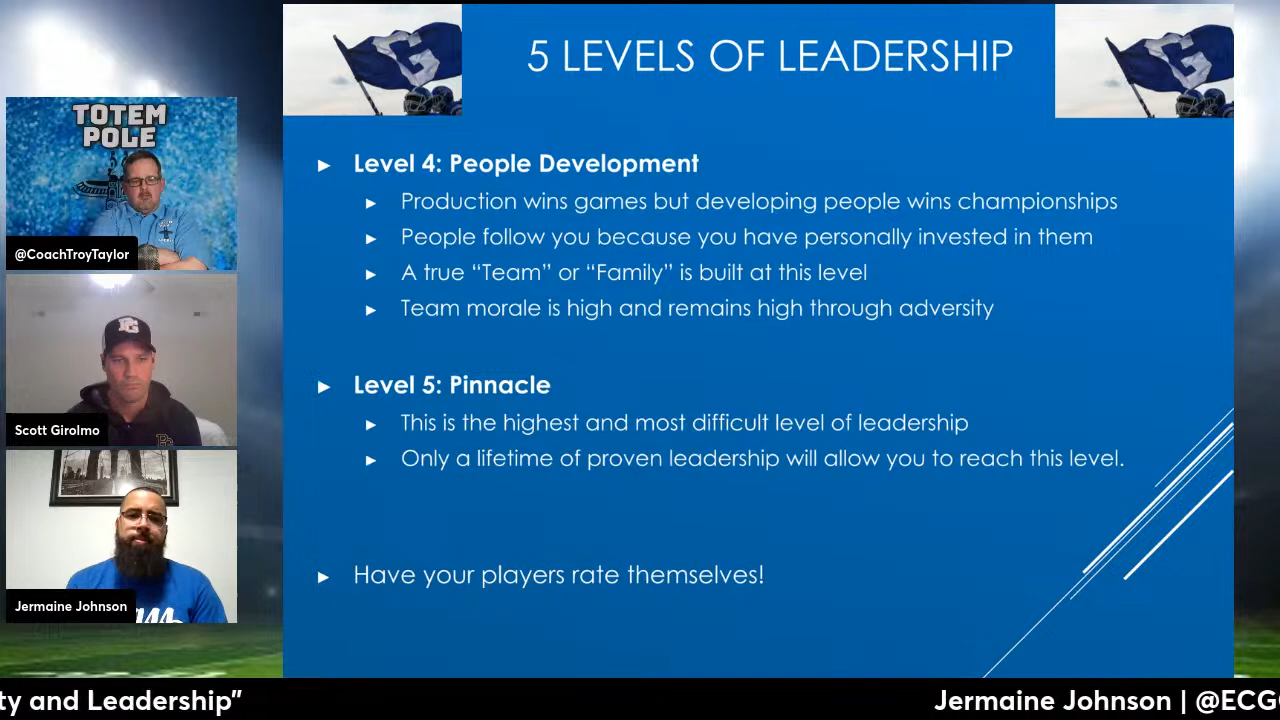 5 LEVELS OF LEADERSHIP
TOTEM
POLE
@CoachTroyTaylor
Scott Girolmo
Jermaine Johnson
► Level 4: People Development
► Production wins games but developing people wins championships
► People follow you because you have personally invested in them
► A true “Team” or “Family” is built at this level
► Team morale is high and remains high through adversity
► Level 5: Pinnacle
► This is the highest and most difficult level of leadership
► Only a lifetime of proven leadership will allow you to reach this level.
► Have your players rate themselves!
ty and Leadership”
Jermaine Johnson | @ECG